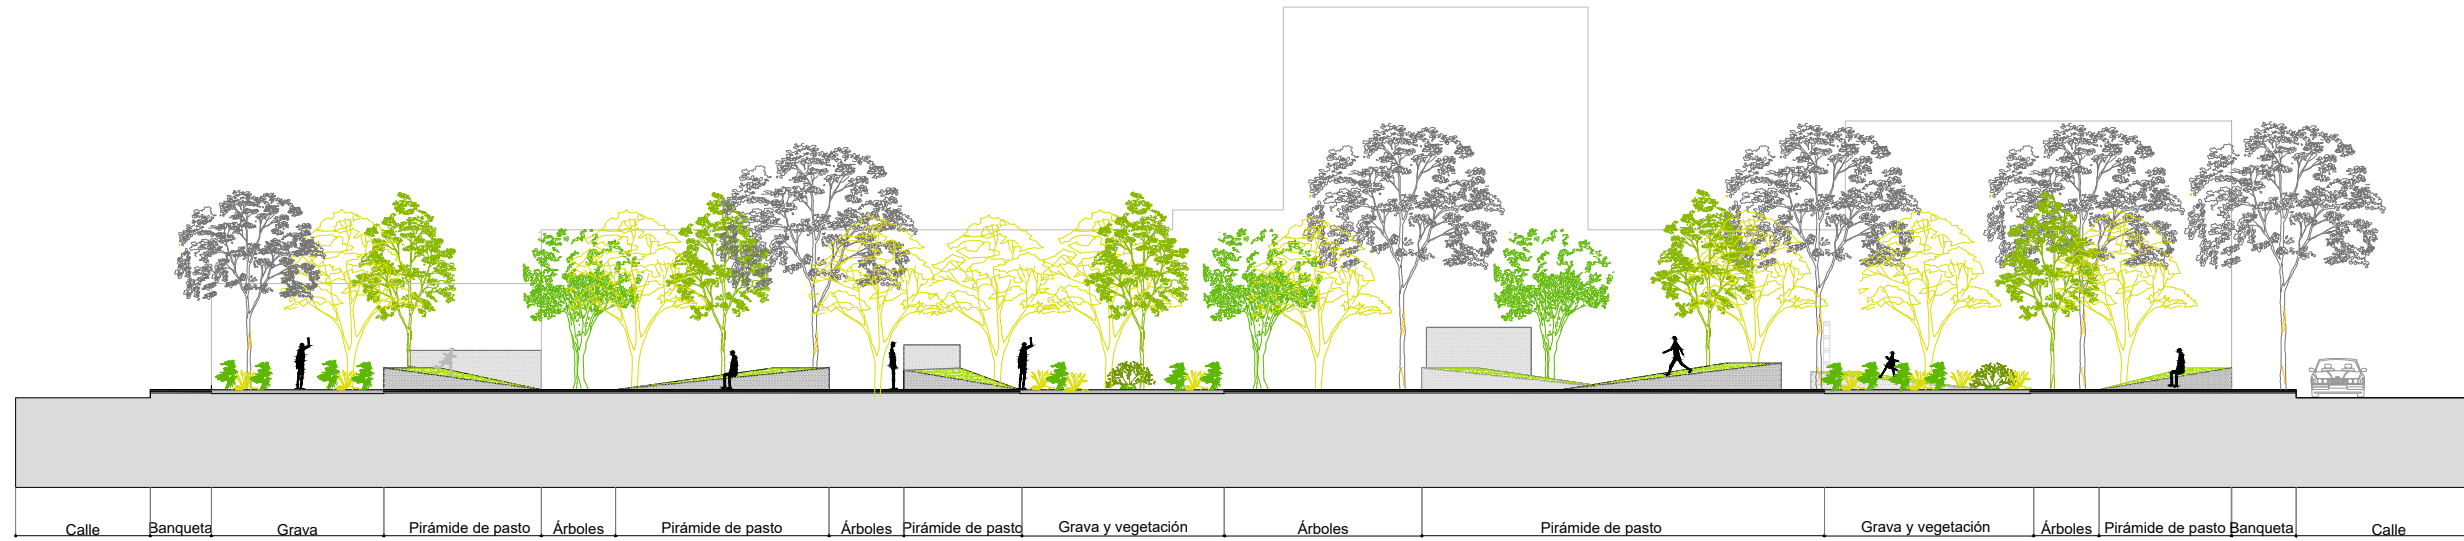 Calle
Banqueta
Grava
Pirámide de pasto
Árboles
Pirámide de pasto
Árboles
Pirámide de pasto
Grava y vegetación
Árboles
Pirámide de pasto
Grava y vegetación
Árboles
Pirámide de pasto
Banqueta
Calle